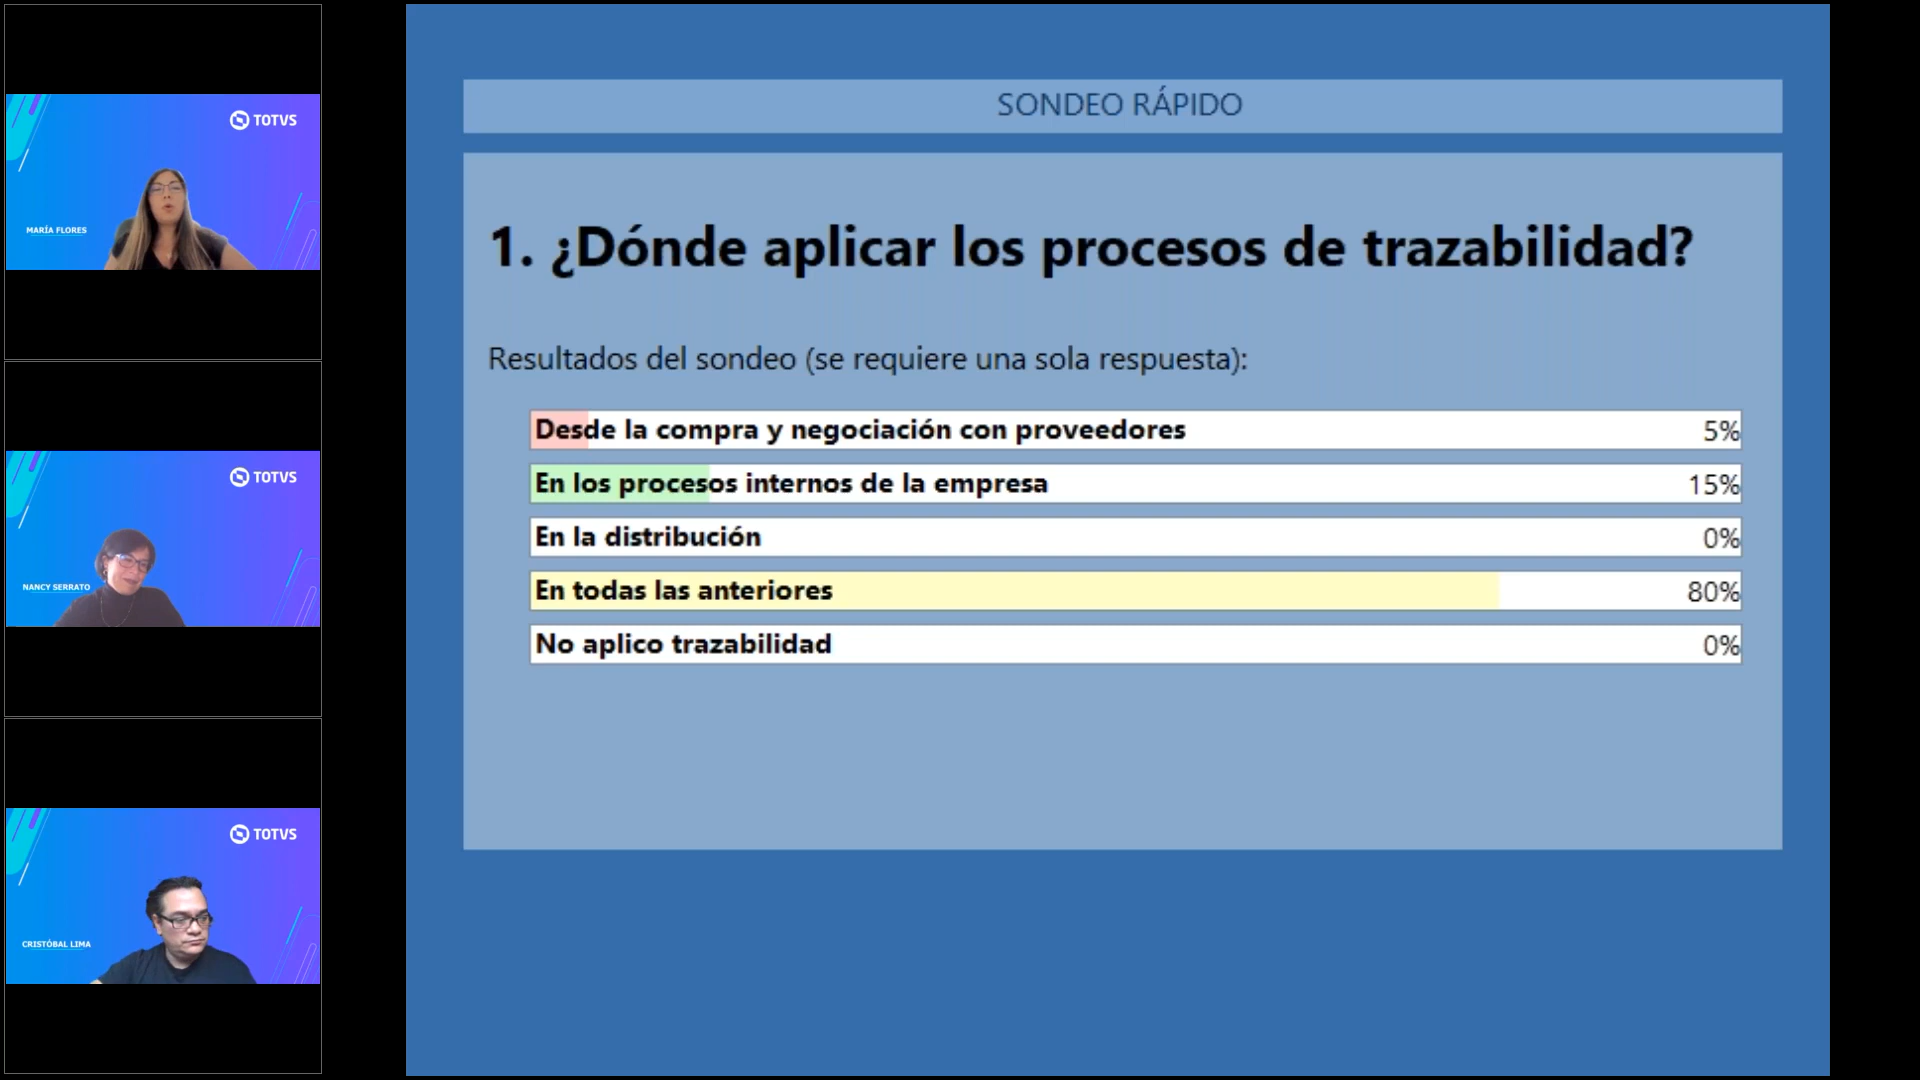 TOTVS
MARÍA FLORES
TOTVS
NANCY SERRATO
TOTVS
CRISTÓBAL LIMA
SONDEO RÁPIDO
1. ¿Dónde aplicar los procesos de trazabilidad?
Resultados del sondeo (se requiere una sola respuesta):
Desde la compra y negociación con proveedores 5%
En los procesos internos de la empresa 15%
En la distribución 0%
En todas las anteriores 80%
No aplico trazabilidad 0%